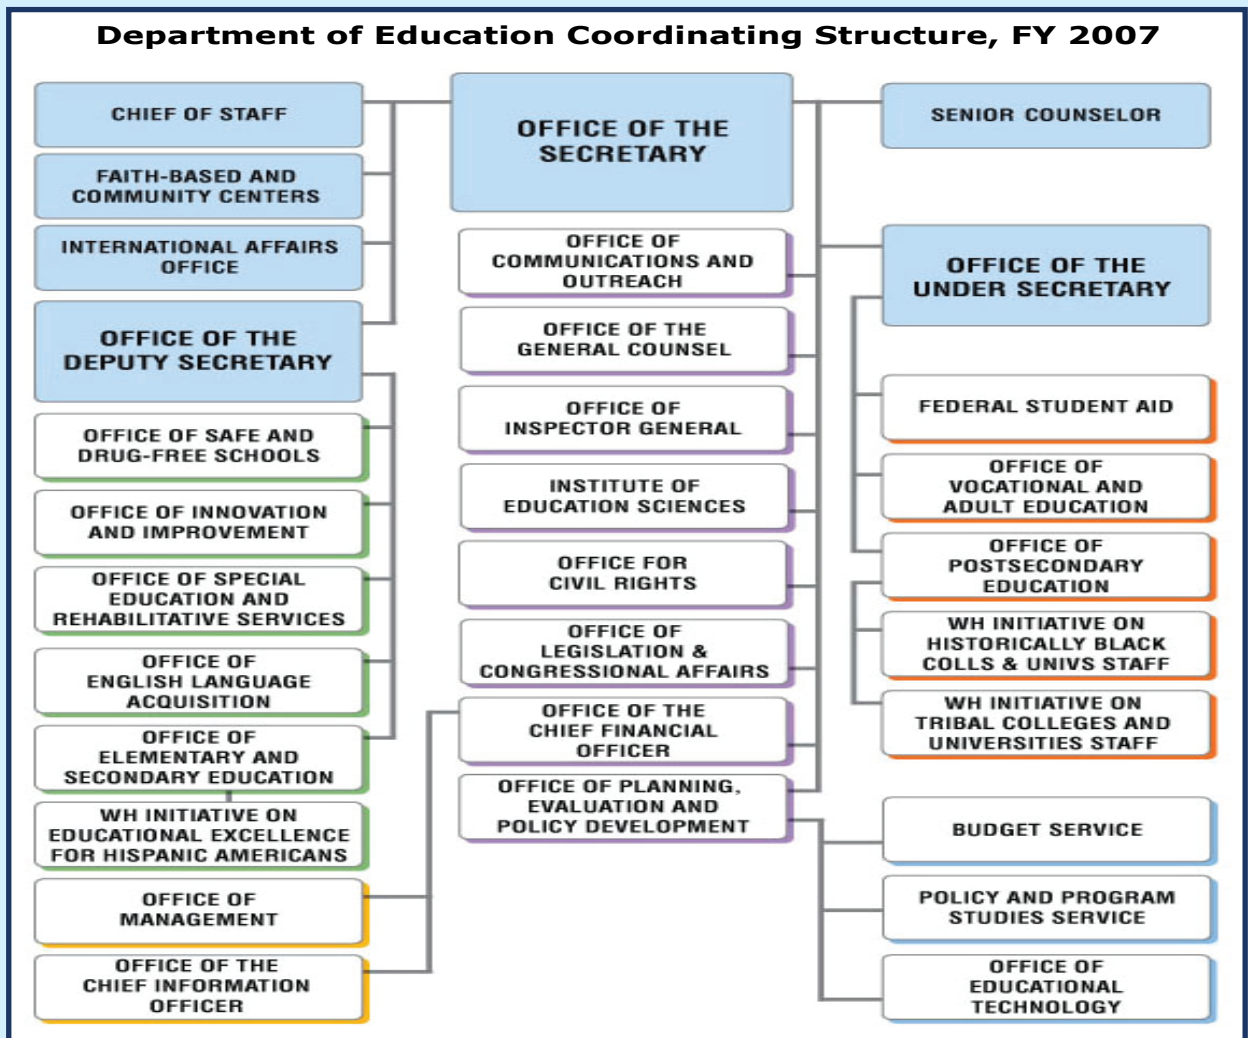 Department of Education Coordinating Structure, FY 2007
CHIEF OF STAFF
FAITH-BASED AND
COMMUNITY CENTERS
INTERNATIONAL AFFAIRS
OFFICE
OFFICE OF THE
DEPUTY SECRETARY
OFFICE OF SAFE AND
DRUG-FREE SCHOOLS
OFFICE OF INNOVATION
AND IMPROVEMENT
OFFICE OF SPECIAL
EDUCATION AND
REHABILITATIVE SERVICES
OFFICE OF
ENGLISH LANGUAGE
ACQUISITION
OFFICE OF
ELEMENTARY AND
SECONDARY EDUCATION
WH INITIATIVE ON
EDUCATIONAL EXCELLENCE
FOR HISPANIC AMERICANS
OFFICE OF
MANAGEMENT
OFFICE OF THE
CHIEF INFORMATION
OFFICER
OFFICE OF THE
SECRETARY
OFFICE OF
COMMUNICATIONS AND
OUTREACH
OFFICE OF THE
GENERAL COUNSEL
OFFICE OF
INSPECTOR GENERAL
INSTITUTE OF
EDUCATION SCIENCES
OFFICE FOR
CIVIL RIGHTS
OFFICE OF
LEGISLATION &
CONGRESSIONAL AFFAIRS
OFFICE OF THE
CHIEF FINANCIAL
OFFICER
OFFICE OF PLANNING,
EVALUATION AND
POLICY DEVELOPMENT
SENIOR COUNSELOR
OFFICE OF THE
UNDER SECRETARY
FEDERAL STUDENT AID
OFFICE OF
VOCATIONAL AND
ADULT EDUCATION
OFFICE OF
POSTSECONDARY
EDUCATION
WH INITIATIVE ON
HISTORICALLY BLACK
COLLS & UNIVS STAFF
WH INITIATIVE ON
TRIBAL COLLEGES AND
UNIVERSITIES STAFF
BUDGET SERVICE
POLICY AND PROGRAM
STUDIES SERVICE
OFFICE OF
EDUCATIONAL
TECHNOLOGY